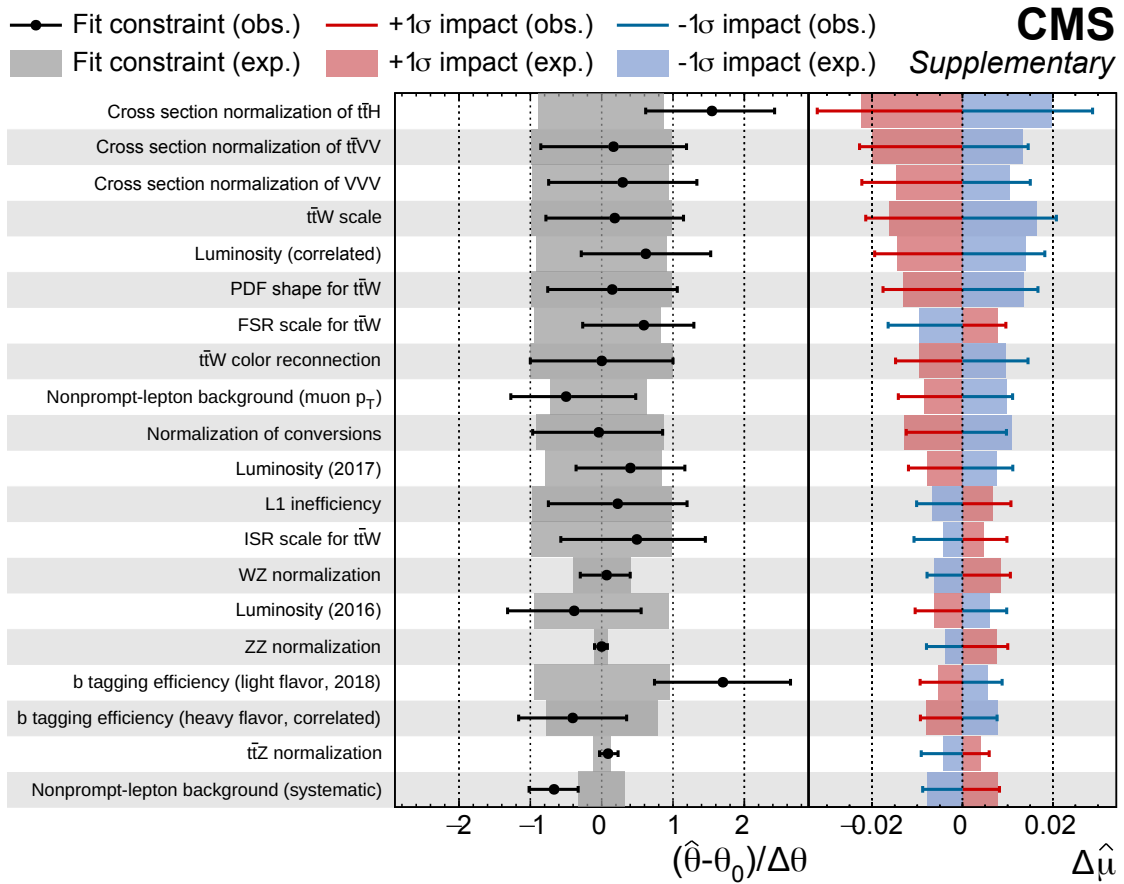 Fit constraint (obs.) +1σ impact (obs.) -1σ impact (obs.) CMS
Fit constraint (exp.) +1σ impact (exp.) -1σ impact (exp.) Supplementary
Cross section normalization of tt̄H
Cross section normalization of tt̄VV
Cross section normalization of VVV
tt̄W scale
Luminosity (correlated)
PDF shape for tt̄W
FSR scale for tt̄W
tt̄W color reconnection
Nonprompt-lepton background (muon p_T)
Normalization of conversions
Luminosity (2017)
L1 inefficiency
ISR scale for tt̄W
WZ normalization
Luminosity (2016)
ZZ normalization
b tagging efficiency (light flavor, 2018)
b tagging efficiency (heavy flavor, correlated)
tt̄Z normalization
Nonprompt-lepton background (systematic)
−2 −1 0 1 2 −0.02 0 0.02
(θ̂-θ₀)/Δθ Δμ̂